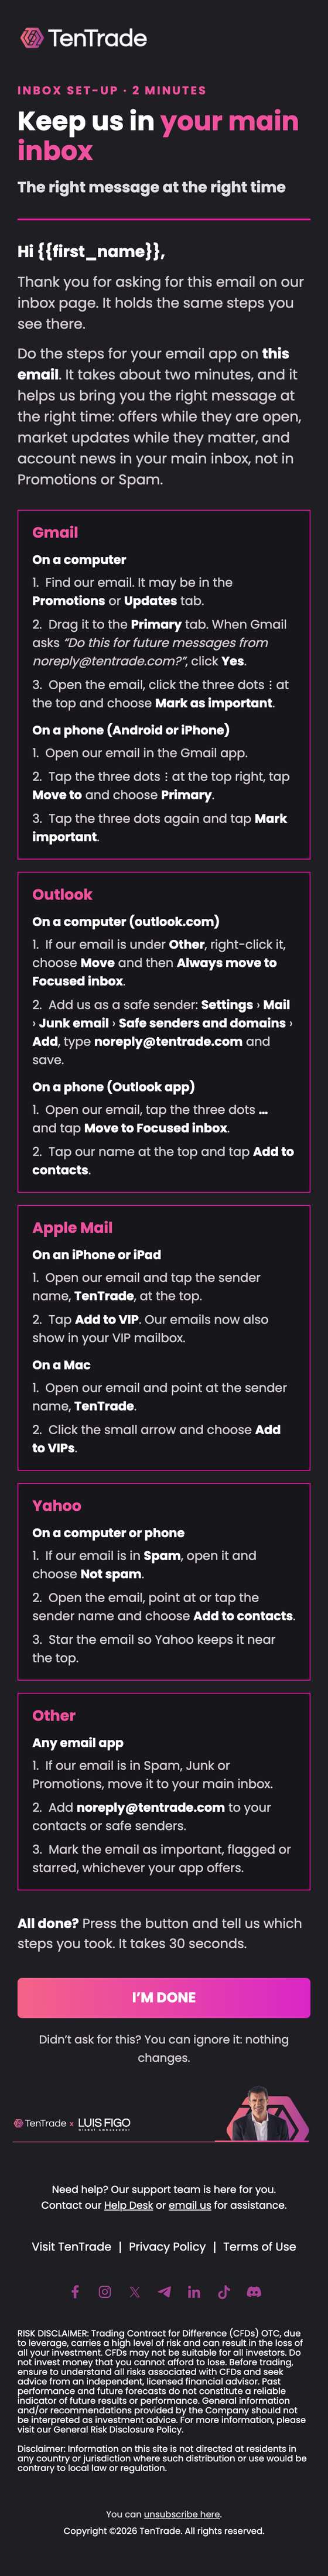 TenTrade
INBOX SET-UP · 2 MINUTES
Keep us in your main
inbox
The right message at the right time
Hi {{first_name}},
Thank you for asking for this email on our
inbox page. It holds the same steps you
see there.
Do the steps for your email app on this
email. It takes about two minutes, and it
helps us bring you the right message at
the right time: offers while they are open,
market updates while they matter, and
account news in your main inbox, not in
Promotions or Spam.
Gmail
On a computer
1. Find our email. It may be in the
Promotions or Updates tab.
2. Drag it to the Primary tab. When Gmail
asks “Do this for future messages from
noreply@tentrade.com?”, click Yes.
3. Open the email, click the three dots ⋮ at
the top and choose Mark as important.
On a phone (Android or iPhone)
1. Open our email in the Gmail app.
2. Tap the three dots ⋮ at the top right, tap
Move to and choose Primary.
3. Tap the three dots again and tap Mark
important.
Outlook
On a computer (outlook.com)
1. If our email is under Other, right-click it,
choose Move and then Always move to
Focused inbox.
2. Add us as a safe sender: Settings › Mail
› Junk email › Safe senders and domains ›
Add, type noreply@tentrade.com and
save.
On a phone (Outlook app)
1. Open our email, tap the three dots …
and tap Move to Focused inbox.
2. Tap our name at the top and tap Add to
contacts.
Apple Mail
On an iPhone or iPad
1. Open our email and tap the sender
name, TenTrade, at the top.
2. Tap Add to VIP. Our emails now also
show in your VIP mailbox.
On a Mac
1. Open our email and point at the sender
name, TenTrade.
2. Click the small arrow and choose Add
to VIPs.
Yahoo
On a computer or phone
1. If our email is in Spam, open it and
choose Not spam.
2. Open the email, point at or tap the
sender name and choose Add to contacts.
3. Star the email so Yahoo keeps it near
the top.
Other
Any email app
1. If our email is in Spam, Junk or
Promotions, move it to your main inbox.
2. Add noreply@tentrade.com to your
contacts or safe senders.
3. Mark the email as important, flagged or
starred, whichever your app offers.
All done? Press the button and tell us which
steps you took. It takes 30 seconds.
I’M DONE
Didn’t ask for this? You can ignore it: nothing
changes.
TenTrade x LUIS FIGO
Global Ambassador
Need help? Our support team is here for you.
Contact our Help Desk or email us for assistance.
Visit TenTrade | Privacy Policy | Terms of Use
RISK DISCLAIMER: Trading Contract for Difference (CFDs) OTC, due
to leverage, carries a high level of risk and can result in the loss of
all your investment. CFDs may not be suitable for all investors. Do
not invest money that you cannot afford to lose. Before trading,
ensure to understand all risks associated with CFDs and seek
advice from an independent, licensed financial advisor. Past
performance and future forecasts do not constitute a reliable
indicator of future results or performance. General information
and/or recommendations provided by the Company should not
be interpreted as investment advice. For more information, please
visit our General Risk Disclosure Policy.
Disclaimer: Information on this site is not directed at residents in
any country or jurisdiction where such distribution or use would be
contrary to local law or regulation.
You can unsubscribe here.
Copyright ©2026 TenTrade. All rights reserved.